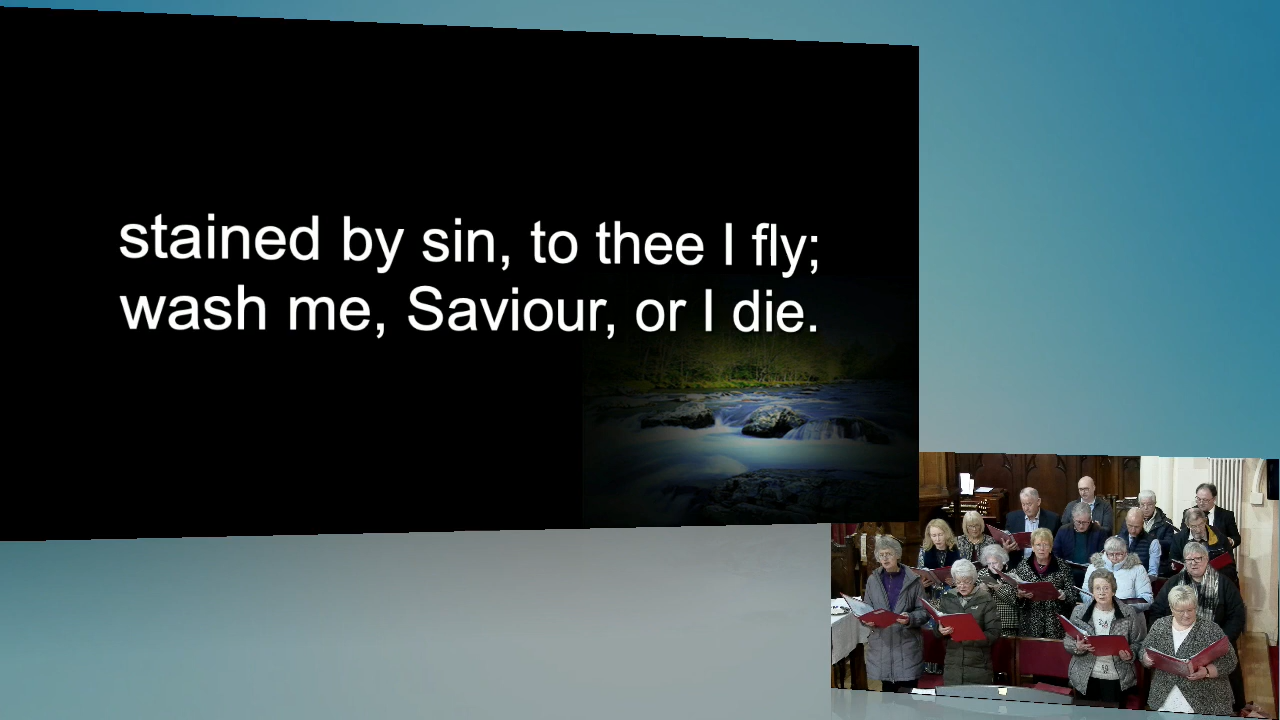 stained by sin, to thee I fly;
wash me, Saviour, or I die.